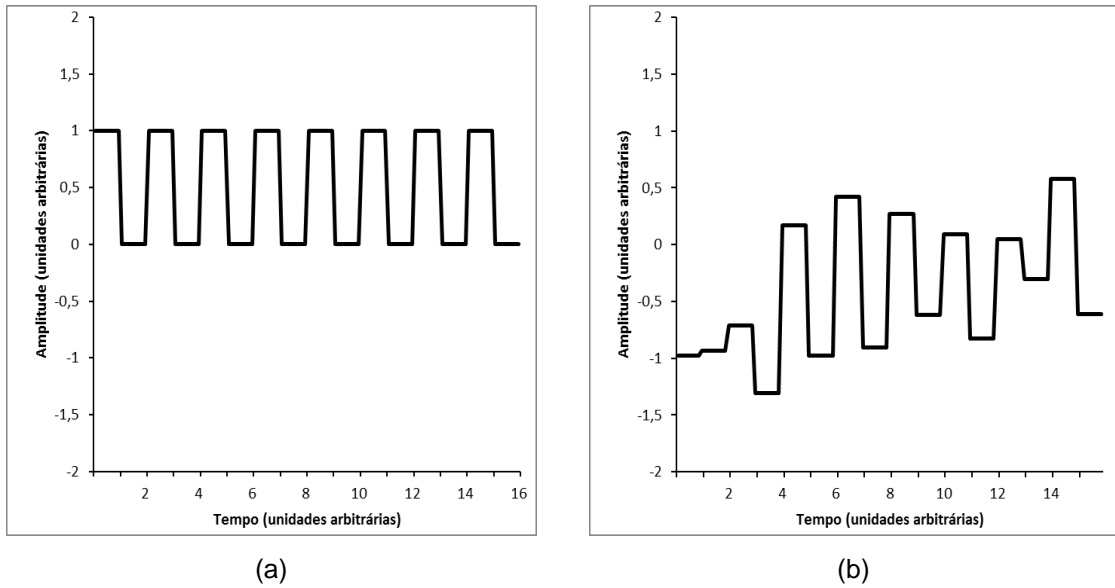 2
1,5
1
0,5
0
-0,5
-1
-1,5
-2
Amplitude (unidades arbitrárias)
2 4 6 8 10 12 14 16
Tempo (unidades arbitrárias)
(a)
2
1,5
1
0,5
0
-0,5
-1
-1,5
-2
Amplitude (unidades arbitrárias)
2 4 6 8 10 12 14
Tempo (unidades arbitrárias)
(b)